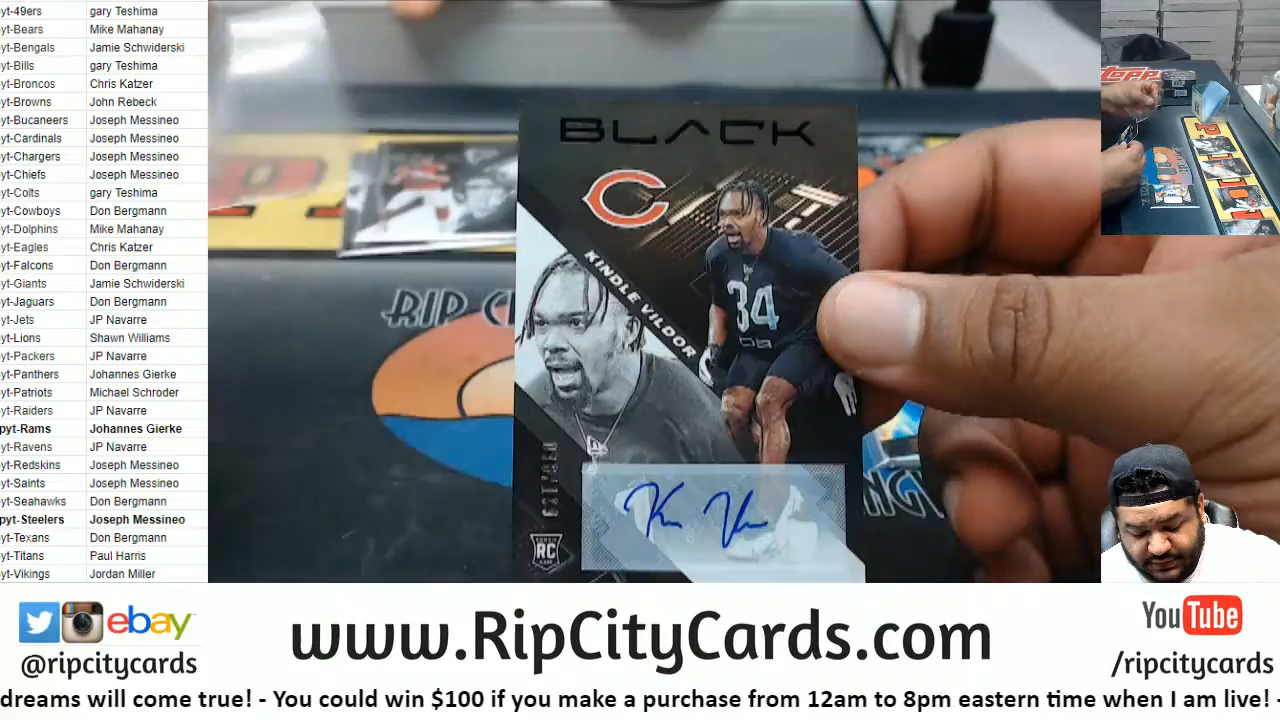 yt-49ers gary Teshima
yt-Bears Mike Mahanay
yt-Bengals Jamie Schwiderski
yt-Bills gary Teshima
yt-Broncos Chris Katzer
yt-Browns John Rebeck
yt-Bucaneers Joseph Messineo
yt-Cardinals Joseph Messineo
yt-Chargers Joseph Messineo
yt-Chiefs Joseph Messineo
yt-Colts gary Teshima
yt-Cowboys Don Bergmann
yt-Dolphins Mike Mahanay
yt-Eagles Chris Katzer
yt-Falcons Don Bergmann
yt-Giants Jamie Schwiderski
yt-Jaguars Don Bergmann
yt-Jets JP Navarre
yt-Lions Shawn Williams
yt-Packers JP Navarre
yt-Panthers Johannes Gierke
yt-Patriots Michael Schroder
yt-Raiders JP Navarre
pyt-Rams Johannes Gierke
yt-Ravens JP Navarre
yt-Redskins Joseph Messineo
yt-Saints Joseph Messineo
yt-Seahawks Don Bergmann
pyt-Steelers Joseph Messineo
yt-Texans Don Bergmann
yt-Titans Paul Harris
yt-Vikings Jordan Miller
BLACK
C
KINDLE VILDOR
34
RC
RIP C
TOPP
ebay
@ripcitycards
www.RipCityCards.com
YouTube
/ripcitycards
dreams will come true! - You could win $100 if you make a purchase from 12am to 8pm eastern time when I am live! -